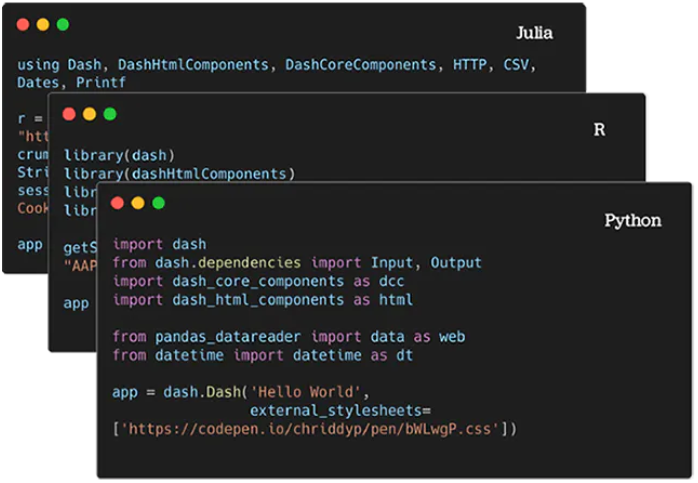 Julia
using Dash, DashHtmlComponents, DashCoreComponents, HTTP, CSV,
Dates, Printf
r =
"htt
crum
Stri
sess
Cook
app
R
library(dash)
library(dashHtmlComponents)
libr
libr
getS
"AAP
app
Python
import dash
from dash.dependencies import Input, Output
import dash_core_components as dcc
import dash_html_components as html
from pandas_datareader import data as web
from datetime import datetime as dt
app = dash.Dash('Hello World',
external_stylesheets=
['https://codepen.io/chriddyp/pen/bWLwgP.css'])